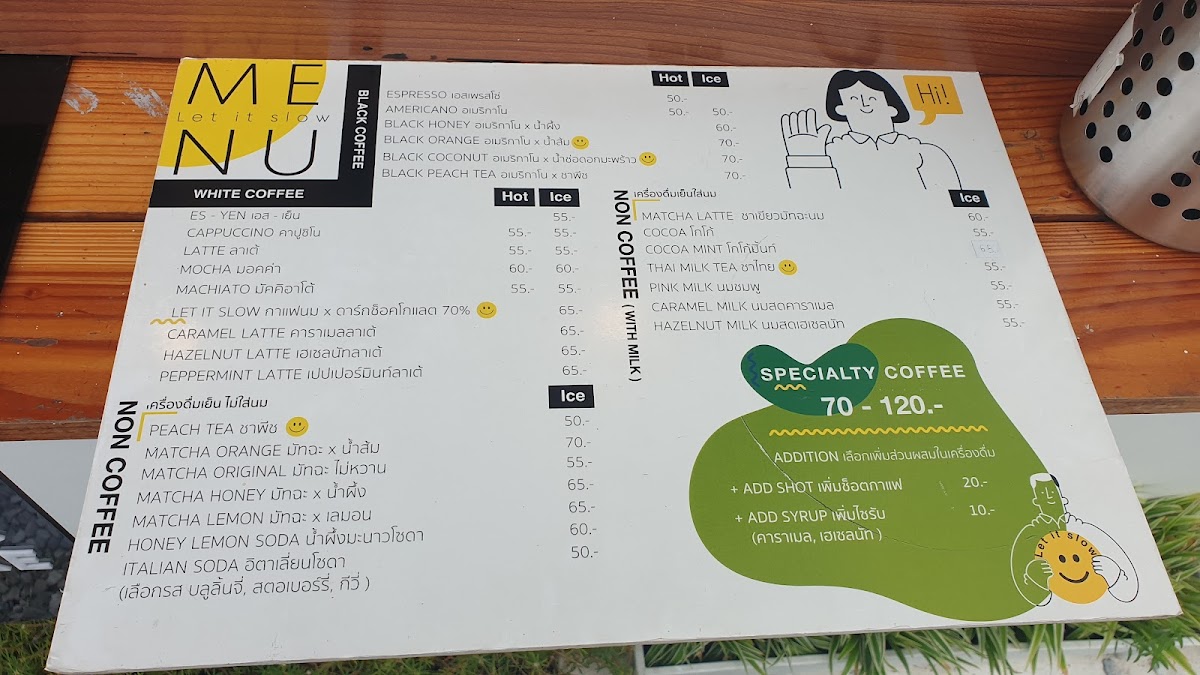 ME
Let it slow
NU
BLACK COFFEE
Hot Ice
ESPRESSO เอสเพรสโซ่ 50.-
AMERICANO อเมริกาโน่ 50.- 50.-
BLACK HONEY อเมริกาโน x น้ำผึ้ง 60.-
BLACK ORANGE อเมริกาโน x น้ำส้ม 70.-
BLACK COCONUT อเมริกาโน x น้ำช่อดอกมะพร้าว 70.-
BLACK PEACH TEA อเมริกาโน x ชาพีช 70.-
Hi!
WHITE COFFEE
Hot Ice
ES - YEN เอส - เย็น 55.-
CAPPUCCINO คาปูชิโน 55.- 55.-
LATTE ลาเต้ 55.- 55.-
MOCHA มอคค่า 60.- 60.-
MACHIATO มัคคิอาโต้ 55.- 55.-
LET IT SLOW กาแฟนม x ดาร์กช็อคโกแลต 70% 65.-
CARAMEL LATTE คาราเมลลาเต้ 65.-
HAZELNUT LATTE เฮเซลนัทลาเต้ 65.-
PEPPERMINT LATTE เปปเปอร์มินท์ลาเต้ 65.-
NON COFFEE
เครื่องดื่มเย็น ไม่ใส่นม
Ice
PEACH TEA ชาพีช 50.-
MATCHA ORANGE มัทฉะ x น้ำส้ม 70.-
MATCHA ORIGINAL มัทฉะ ไม่หวาน 55.-
MATCHA HONEY มัทฉะ x น้ำผึ้ง 65.-
MATCHA LEMON มัทฉะ x เลมอน 65.-
HONEY LEMON SODA น้ำผึ้งมะนาวโซดา 60.-
ITALIAN SODA อิตาเลี่ยนโซดา 50.-
(เลือกรส บลูลิ้นจี่, สตอเบอร์รี่, กีวี่ )
NON COFFEE ( WITH MILK )
เครื่องดื่มเย็นใส่นม
Ice
MATCHA LATTE ชาเขียวมัทฉะนม 60.-
COCOA โกโก้ 55.-
COCOA MINT โกโก้มินท์
THAI MILK TEA ชาไทย 55.-
PINK MILK นมชมพู 55.-
CARAMEL MILK นมสดคาราเมล 55.-
HAZELNUT MILK นมสดเฮเซลนัท 55.-
SPECIALTY COFFEE
70 - 120.-
ADDITION เลือกเพิ่มส่วนผสมในเครื่องดื่ม
+ ADD SHOT เพิ่มช็อตกาแฟ 20.-
+ ADD SYRUP เพิ่มไซรัป 10.-
(คาราเมล, เฮเซลนัท )
Let it slow